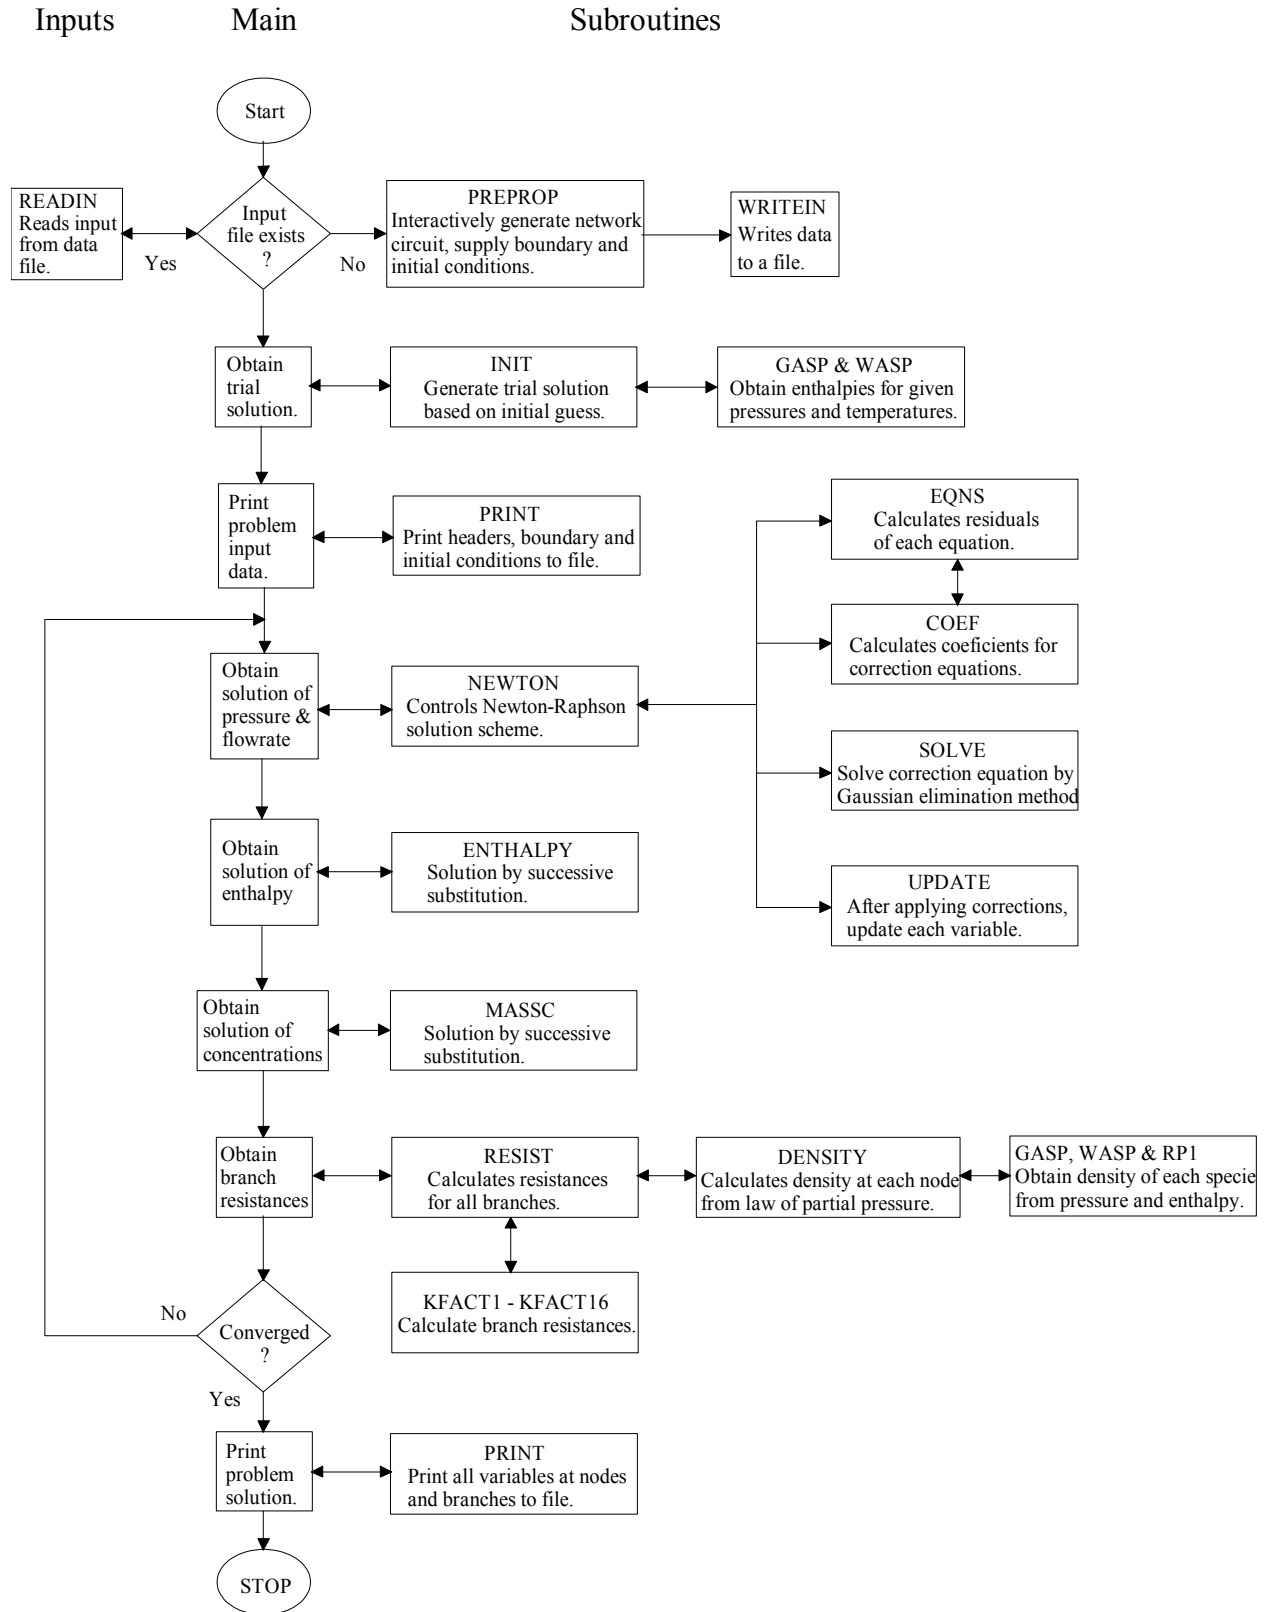 Inputs
Main
Subroutines
Start
READIN
Reads input
from data
file.
Yes
Input
file exists
?
No
PREPROP
Interactively generate network
circuit, supply boundary and
initial conditions.
WRITEIN
Writes data
to a file.
Obtain
trial
solution.
INIT
Generate trial solution
based on initial guess.
GASP & WASP
Obtain enthalpies for given
pressures and temperatures.
Print
problem
input
data.
PRINT
Print headers, boundary and
initial conditions to file.
EQNS
Calculates residuals
of each equation.
COEF
Calculates coeficients for
correction equations.
Obtain
solution of
pressure &
flowrate
NEWTON
Controls Newton-Raphson
solution scheme.
SOLVE
Solve correction equation by
Gaussian elimination method
Obtain
solution of
enthalpy
ENTHALPY
Solution by successive
substitution.
UPDATE
After applying corrections,
update each variable.
Obtain
solution of
concentrations
MASSC
Solution by successive
substitution.
Obtain
branch
resistances
RESIST
Calculates resistances
for all branches.
DENSITY
Calculates density at each node
from law of partial pressure.
GASP, WASP & RP1
Obtain density of each specie
from pressure and enthalpy.
KFACT1 - KFACT16
Calculate branch resistances.
No
Converged
?
Yes
Print
problem
solution.
PRINT
Print all variables at nodes
and branches to file.
STOP